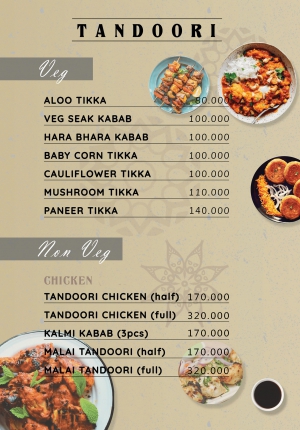 TANDOORI
Veg
ALOO TIKKA 80.000
VEG SEAK KABAB 100.000
HARA BHARA KABAB 100.000
BABY CORN TIKKA 100.000
CAULIFLOWER TIKKA 100.000
MUSHROOM TIKKA 110.000
PANEER TIKKA 140.000
Non Veg
CHICKEN
TANDOORI CHICKEN (half) 170.000
TANDOORI CHICKEN (full) 320.000
KALMI KABAB (3pcs) 170.000
MALAI TANDOORI (half) 170.000
MALAI TANDOORI (full) 320.000